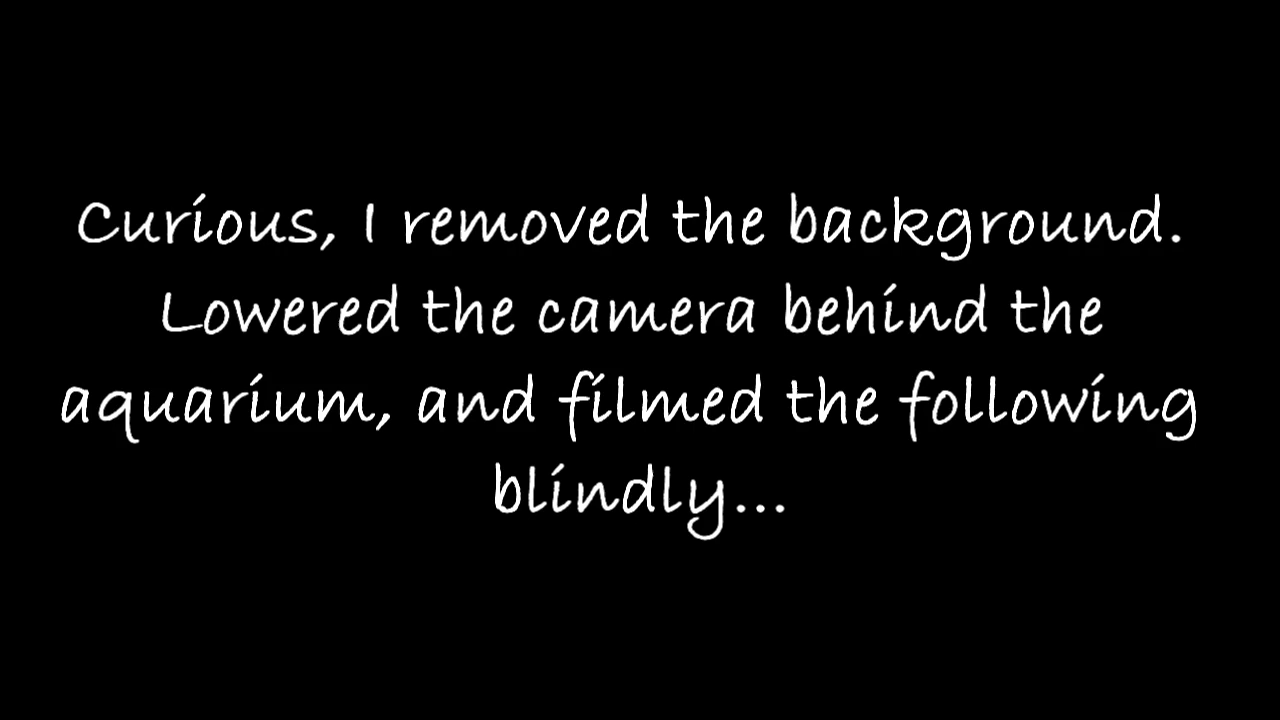 Curious, I removed the background.
Lowered the camera behind the
aquarium, and filmed the following
blindly...